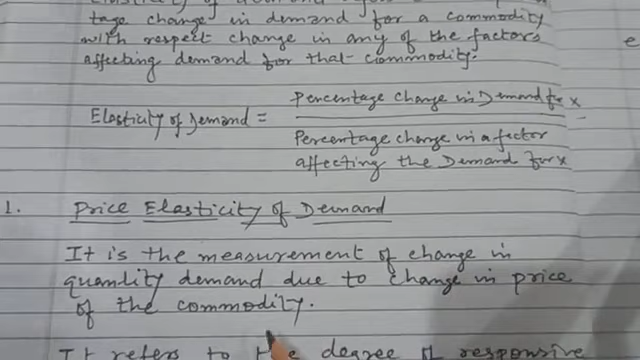 tage change in demand for a commodity
with respect change in any of the factors
affecting demand for that commodity.
Elasticity of Demand = Percentage change in Demand for x
Percentage change in a factor
affecting the Demand for x
1. Price Elasticity of Demand
It is the measurement of change in
quantity demand due to change in price
of the commodity.
It refers to the degree of responsive